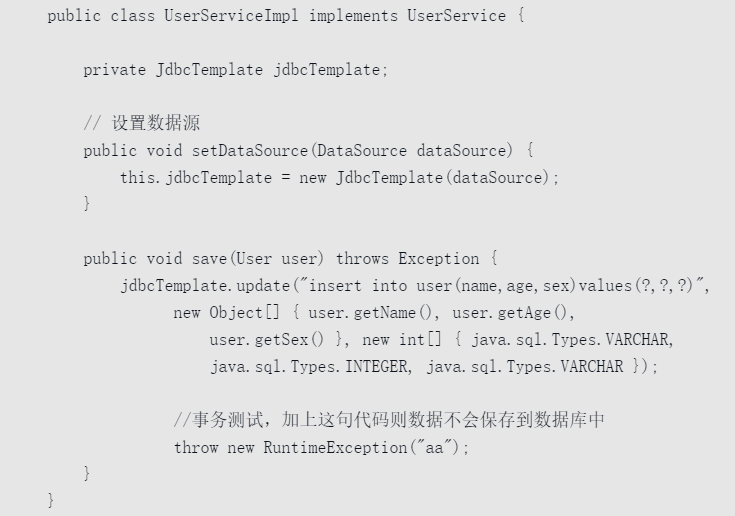 public class UserServiceImpl implements UserService {
private JdbcTemplate jdbcTemplate;
// 设置数据源
public void setDataSource(DataSource dataSource) {
this.jdbcTemplate = new JdbcTemplate(dataSource);
}
public void save(User user) throws Exception {
jdbcTemplate.update("insert into user(name,age,sex)values(?,?,?)",
new Object[] { user.getName(), user.getAge(),
user.getSex() }, new int[] { java.sql.Types.VARCHAR,
java.sql.Types.INTEGER, java.sql.Types.VARCHAR });
//事务测试，加上这句代码则数据不会保存到数据库中
throw new RuntimeException("aa");
}
}